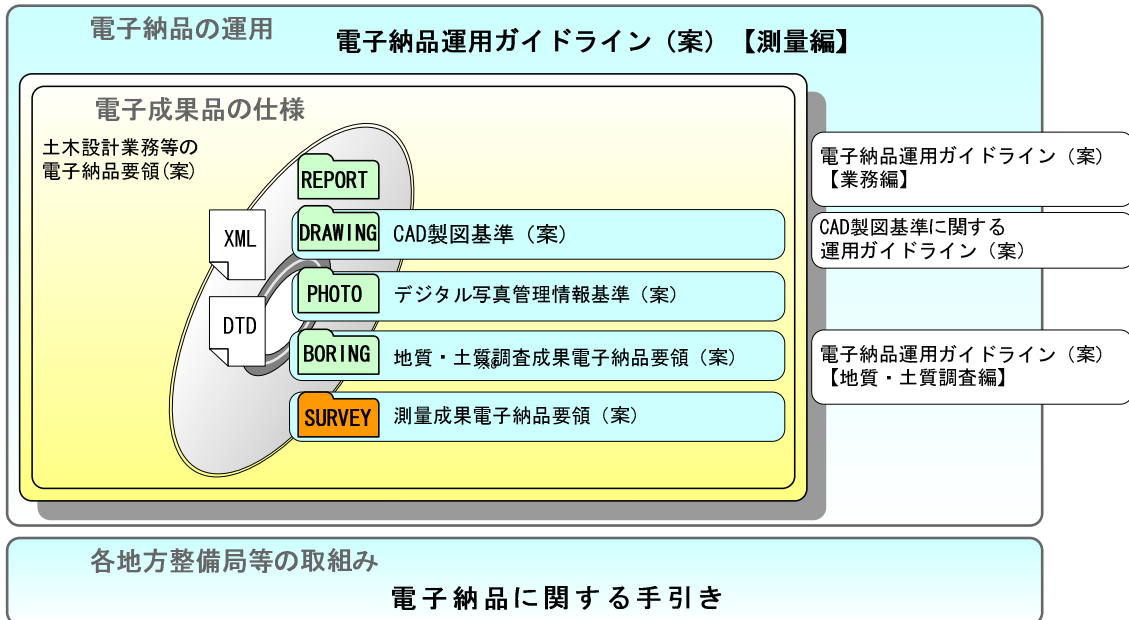 電子納品の運用
電子納品運用ガイドライン（案）【測量編】
電子成果品の仕様
土木設計業務等の
電子納品要領(案)
REPORT
XML
DRAWING
CAD製図基準（案）
PHOTO
デジタル写真管理情報基準（案）
DTD
BORING
地質・土質調査成果電子納品要領（案）
SURVEY
測量成果電子納品要領（案）
電子納品運用ガイドライン（案）
【業務編】
CAD製図基準に関する
運用ガイドライン（案）
電子納品運用ガイドライン（案）
【地質・土質調査編】
各地方整備局等の取組み
電子納品に関する手引き